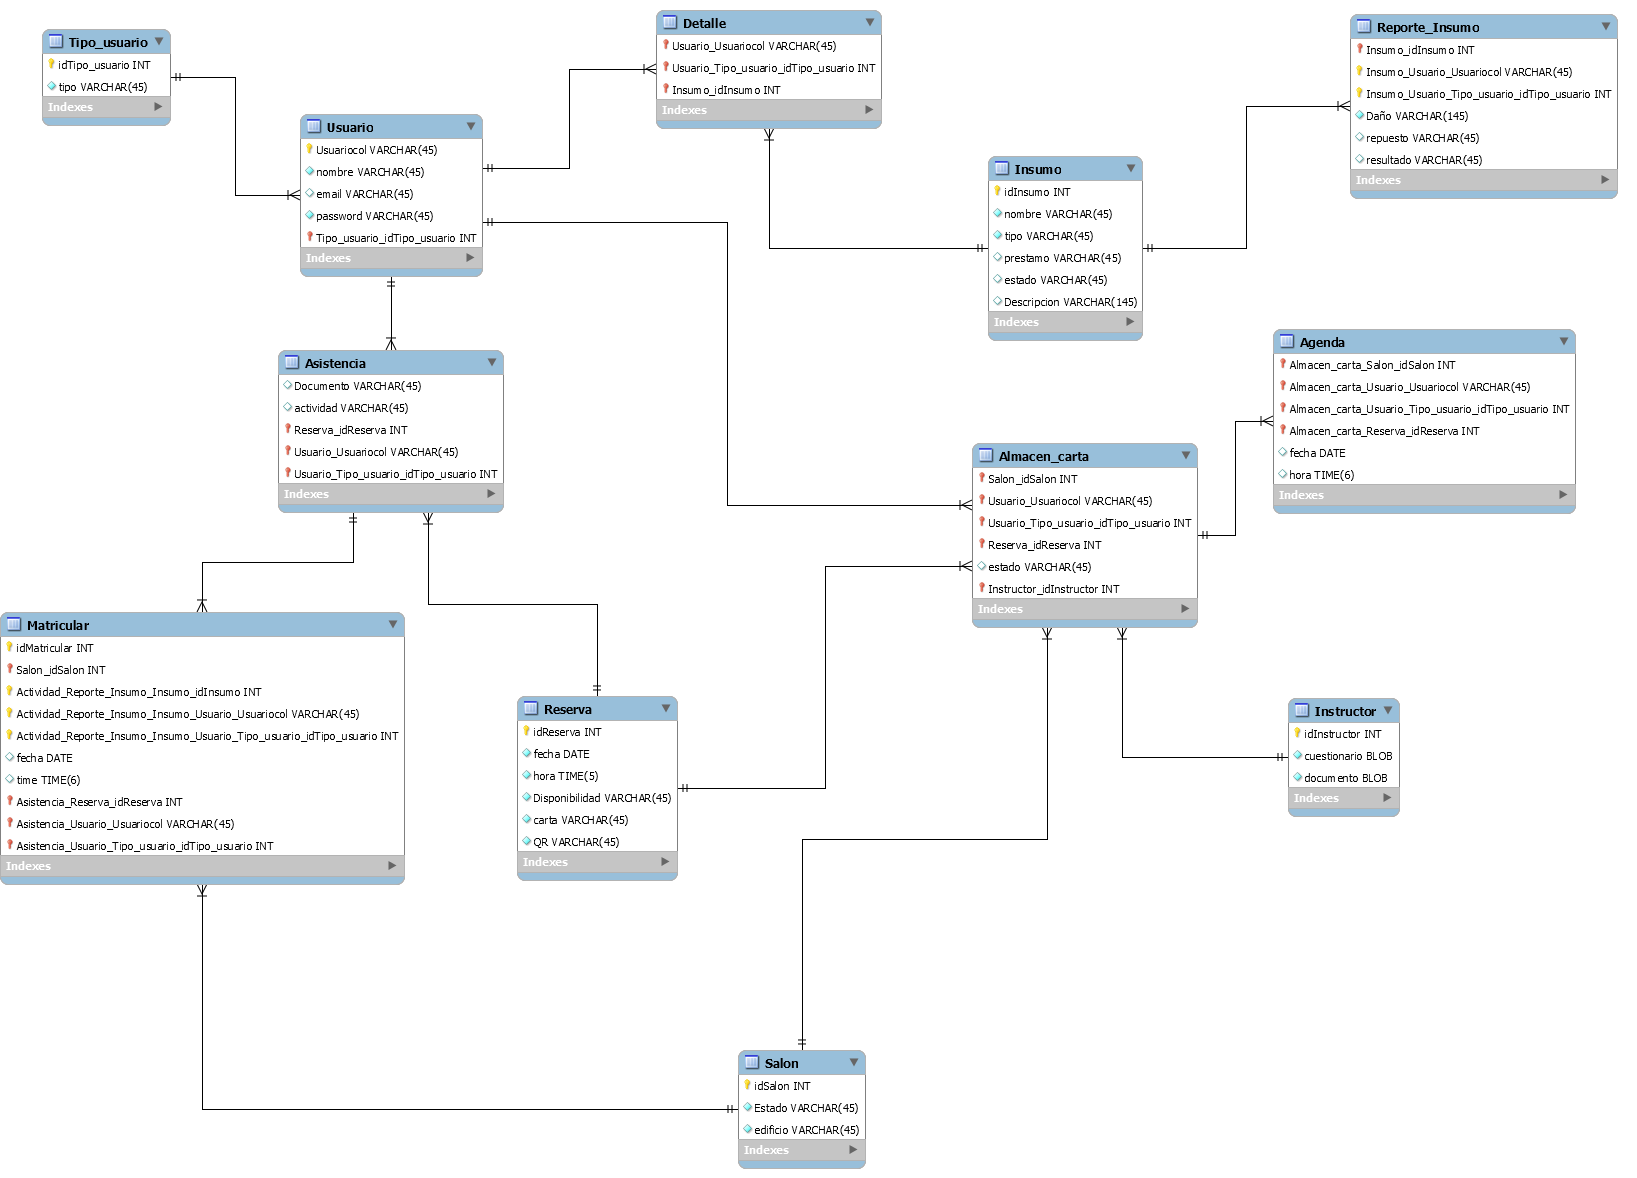 Tipo_usuario
idTipo_usuario INT
tipo VARCHAR(45)
Indexes
Usuario
Usuariocol VARCHAR(45)
nombre VARCHAR(45)
email VARCHAR(45)
password VARCHAR(45)
Tipo_usuario_idTipo_usuario INT
Indexes
Detalle
Usuario_Usuariocol VARCHAR(45)
Usuario_Tipo_usuario_idTipo_usuario INT
Insumo_idInsumo INT
Indexes
Reporte_Insumo
Insumo_idInsumo INT
Insumo_Usuario_Usuariocol VARCHAR(45)
Insumo_Usuario_Tipo_usuario_idTipo_usuario INT
Daño VARCHAR(145)
repuesto VARCHAR(45)
resultado VARCHAR(45)
Indexes
Insumo
idInsumo INT
nombre VARCHAR(45)
tipo VARCHAR(45)
prestamo VARCHAR(45)
estado VARCHAR(45)
Descripcion VARCHAR(145)
Indexes
Asistencia
Documento VARCHAR(45)
actividad VARCHAR(45)
Reserva_idReserva INT
Usuario_Usuariocol VARCHAR(45)
Usuario_Tipo_usuario_idTipo_usuario INT
Indexes
Agenda
Almacen_carta_Salon_idSalon INT
Almacen_carta_Usuario_Usuariocol VARCHAR(45)
Almacen_carta_Usuario_Tipo_usuario_idTipo_usuario INT
Almacen_carta_Reserva_idReserva INT
fecha DATE
hora TIME(6)
Indexes
Almacen_carta
Salon_idSalon INT
Usuario_Usuariocol VARCHAR(45)
Usuario_Tipo_usuario_idTipo_usuario INT
Reserva_idReserva INT
estado VARCHAR(45)
Instructor_idInstructor INT
Indexes
Matricular
idMatricular INT
Salon_idSalon INT
Actividad_Reporte_Insumo_Insumo_idInsumo INT
Actividad_Reporte_Insumo_Insumo_Usuario_Usuariocol VARCHAR(45)
Actividad_Reporte_Insumo_Insumo_Usuario_Tipo_usuario_idTipo_usuario INT
fecha DATE
time TIME(6)
Asistencia_Reserva_idReserva INT
Asistencia_Usuario_Usuariocol VARCHAR(45)
Asistencia_Usuario_Tipo_usuario_idTipo_usuario INT
Indexes
Reserva
idReserva INT
fecha DATE
hora TIME(5)
Disponibilidad VARCHAR(45)
carta VARCHAR(45)
QR VARCHAR(45)
Indexes
Instructor
idInstructor INT
cuestionario BLOB
documento BLOB
Indexes
Salon
idSalon INT
Estado VARCHAR(45)
edificio VARCHAR(45)
Indexes